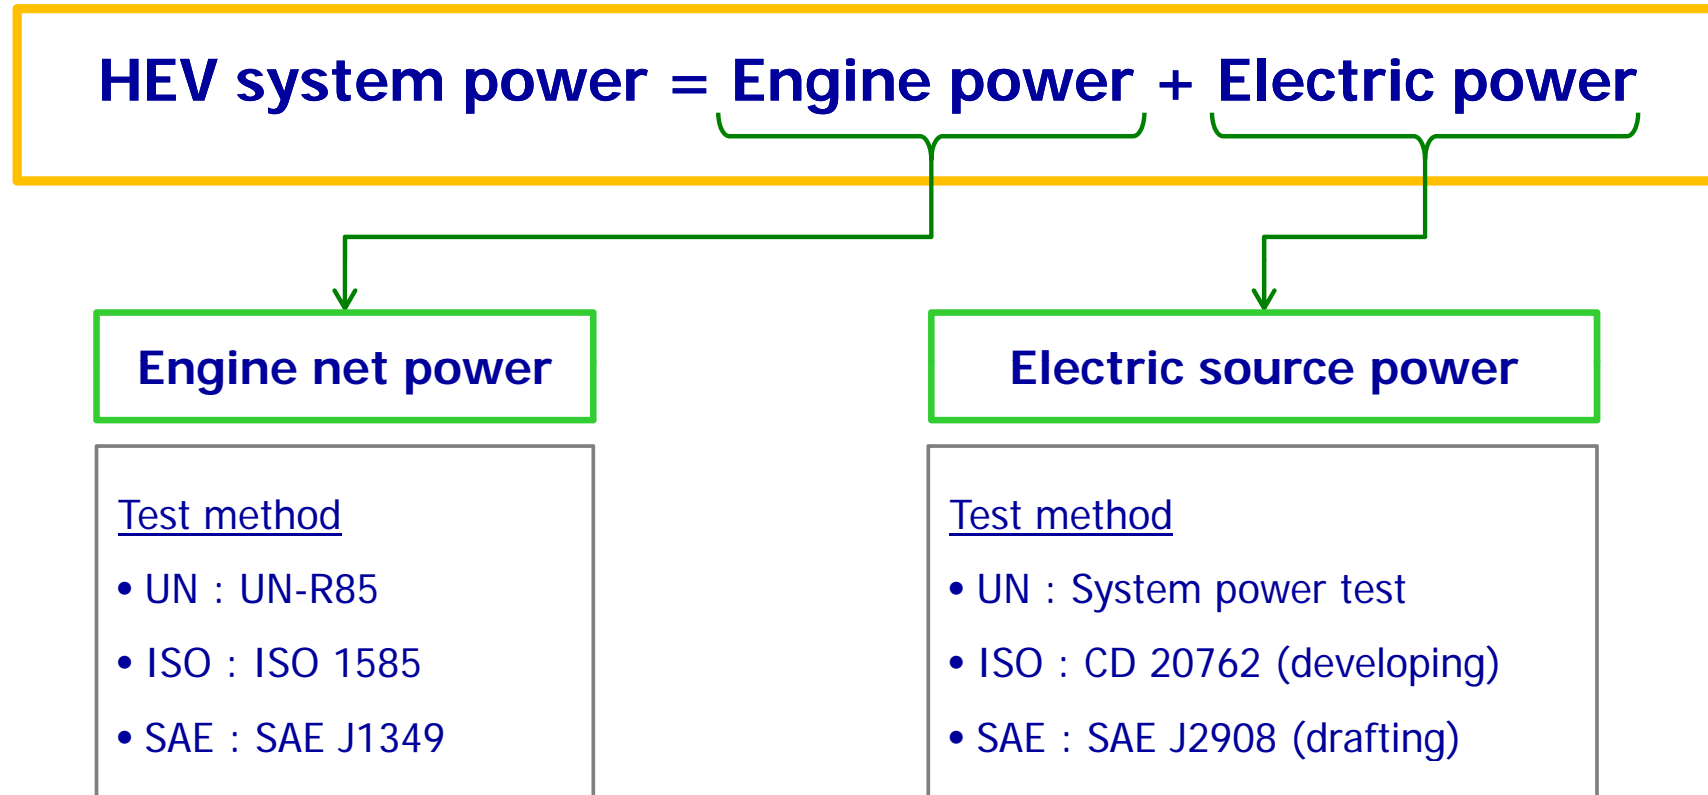 HEV system power = Engine power + Electric power
Engine net power
Test method
• UN : UN-R85
• ISO : ISO 1585
• SAE : SAE J1349
Electric source power
Test method
• UN : System power test
• ISO : CD 20762 (developing)
• SAE : SAE J2908 (drafting)